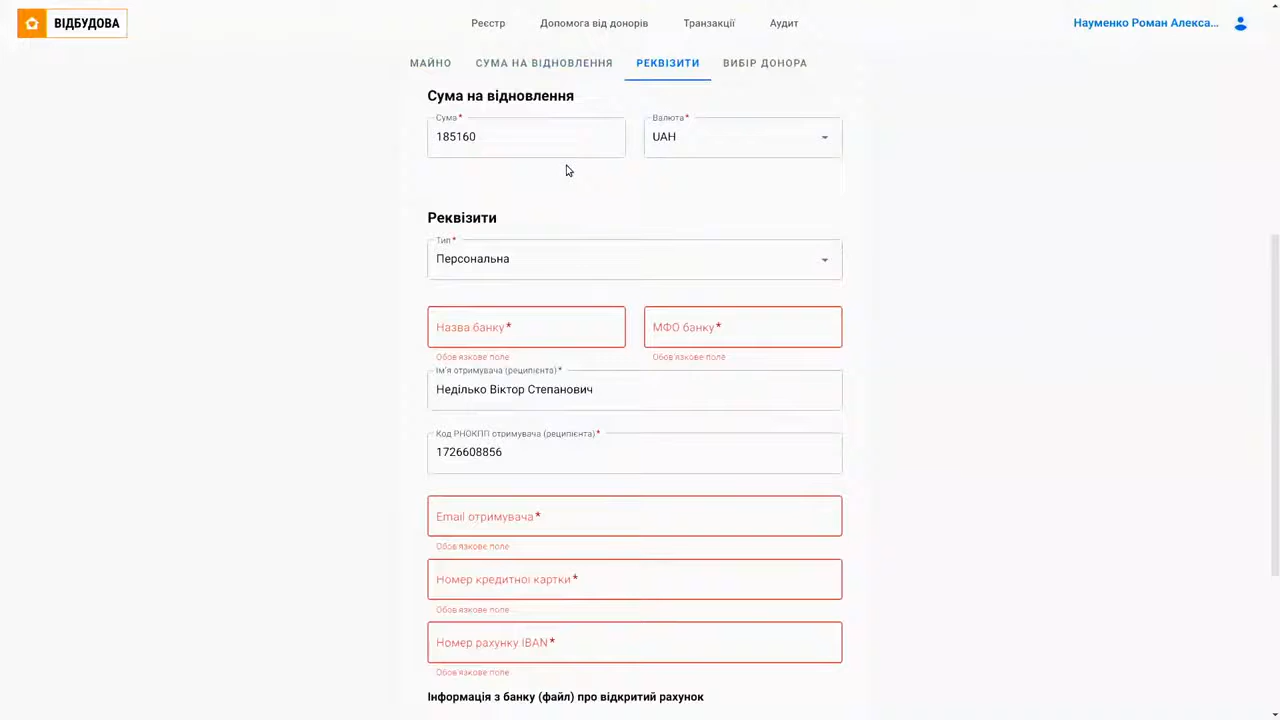 ВІДБУДОВА
Реєстр Допомога від донорів Транзакції Аудит
Науменко Роман Алекса...
МАЙНО СУМА НА ВІДНОВЛЕННЯ РЕКВІЗИТИ ВИБІР ДОНОРА
Сума на відновлення
Сума* Валюта*
185160 UAH
Реквізити
Тип*
Персональна
Назва банку* МФО банку*
Обов'язкове поле Обов'язкове поле
Ім'я отримувача (реципієнта)*
Неділько Віктор Степанович
Код РНОКПП отримувача (реципієнта)*
1726608856
Email отримувача*
Обов'язкове поле
Номер кредитної картки*
Обов'язкове поле
Номер рахунку IBAN*
Обов'язкове поле
Інформація з банку (файл) про відкритий рахунок